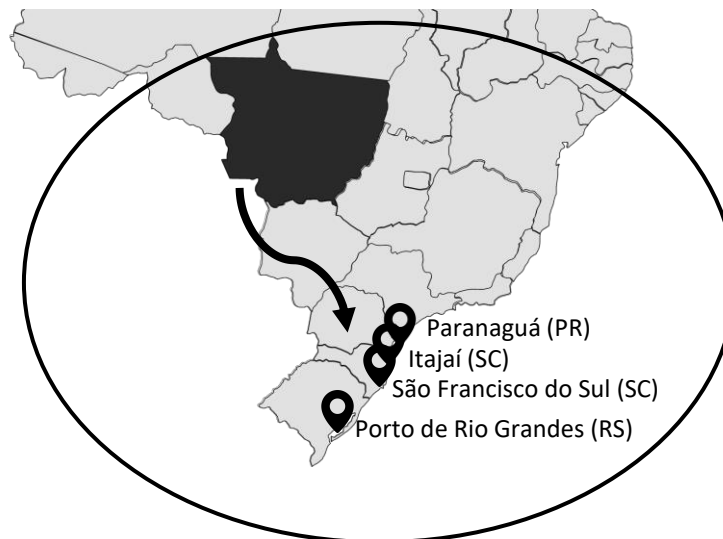 Paranaguá (PR)
Itajaí (SC)
São Francisco do Sul (SC)
Porto de Rio Grandes (RS)